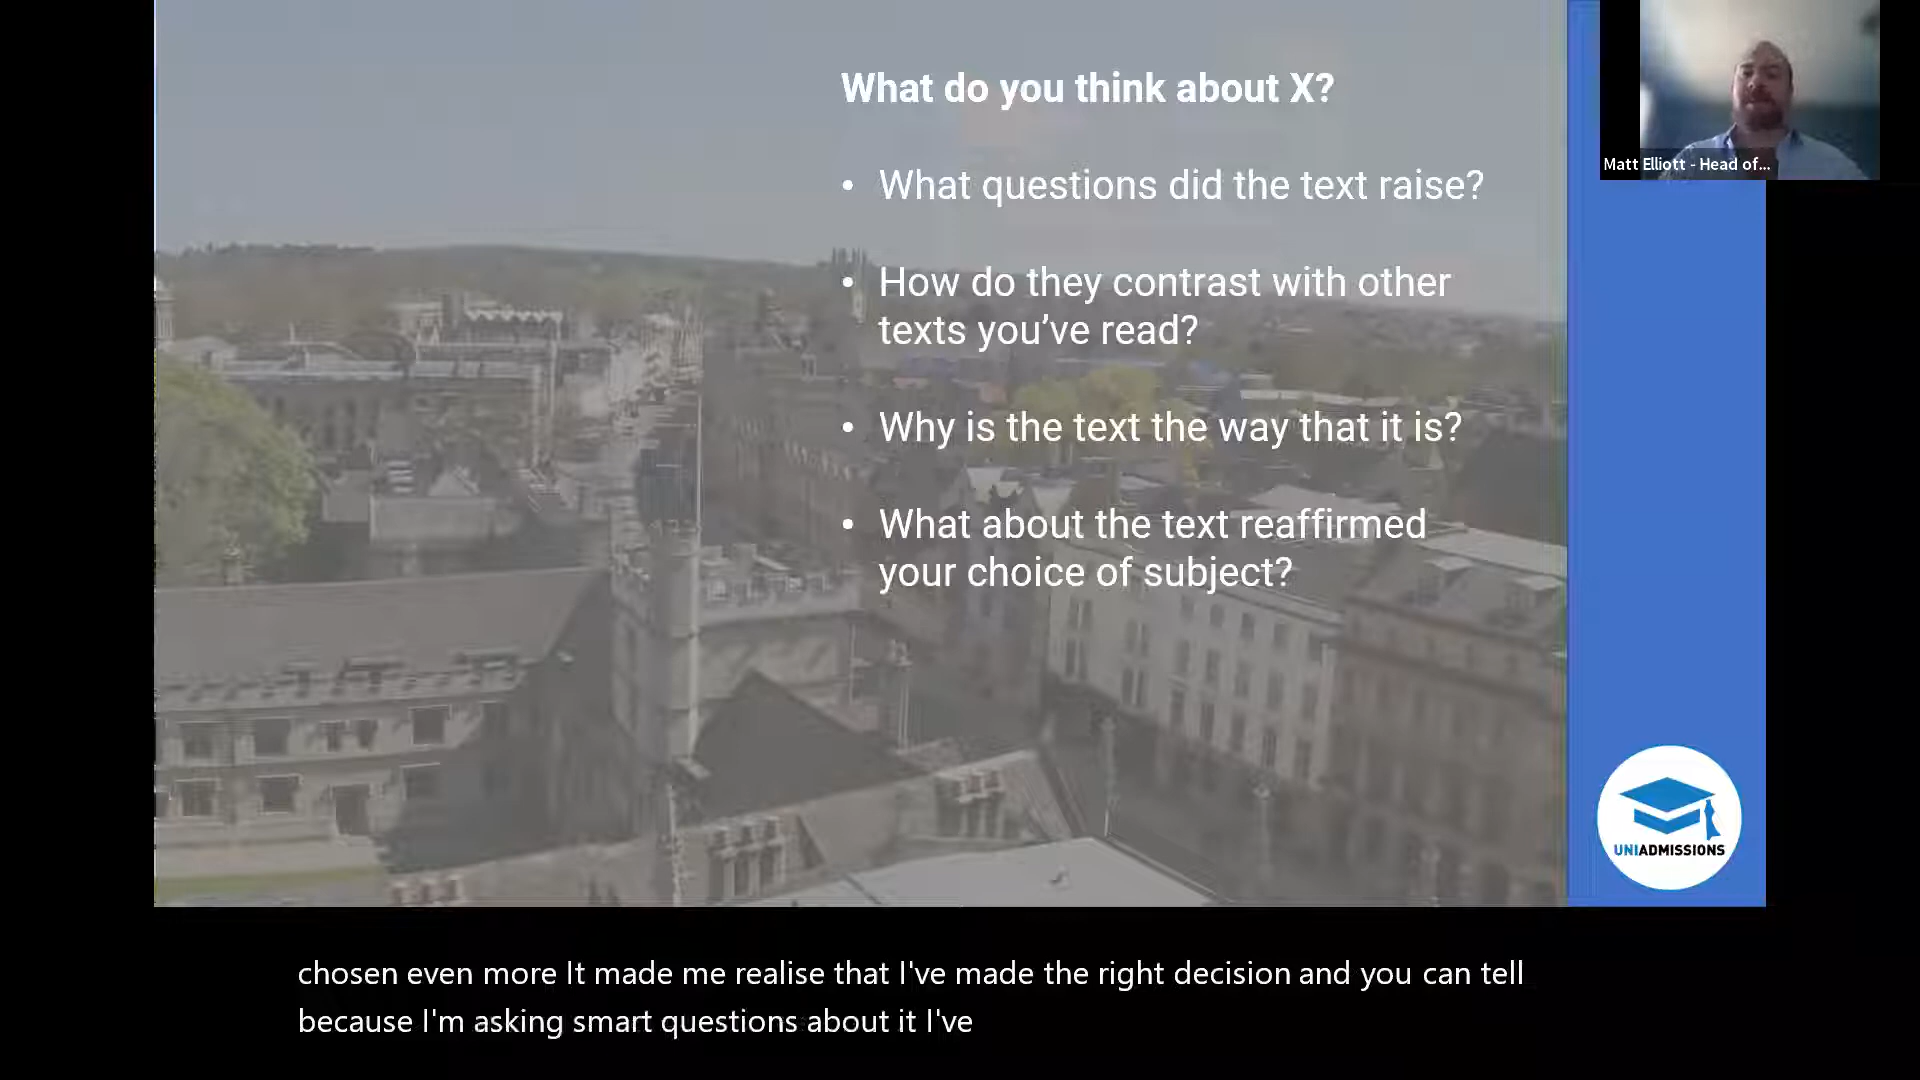 What do you think about X?
• What questions did the text raise?
• How do they contrast with other
texts you’ve read?
• Why is the text the way that it is?
• What about the text reaffirmed
your choice of subject?
Matt Elliott - Head of...
UNIADMISSIONS
chosen even more It made me realise that I've made the right decision and you can tell
because I'm asking smart questions about it I've